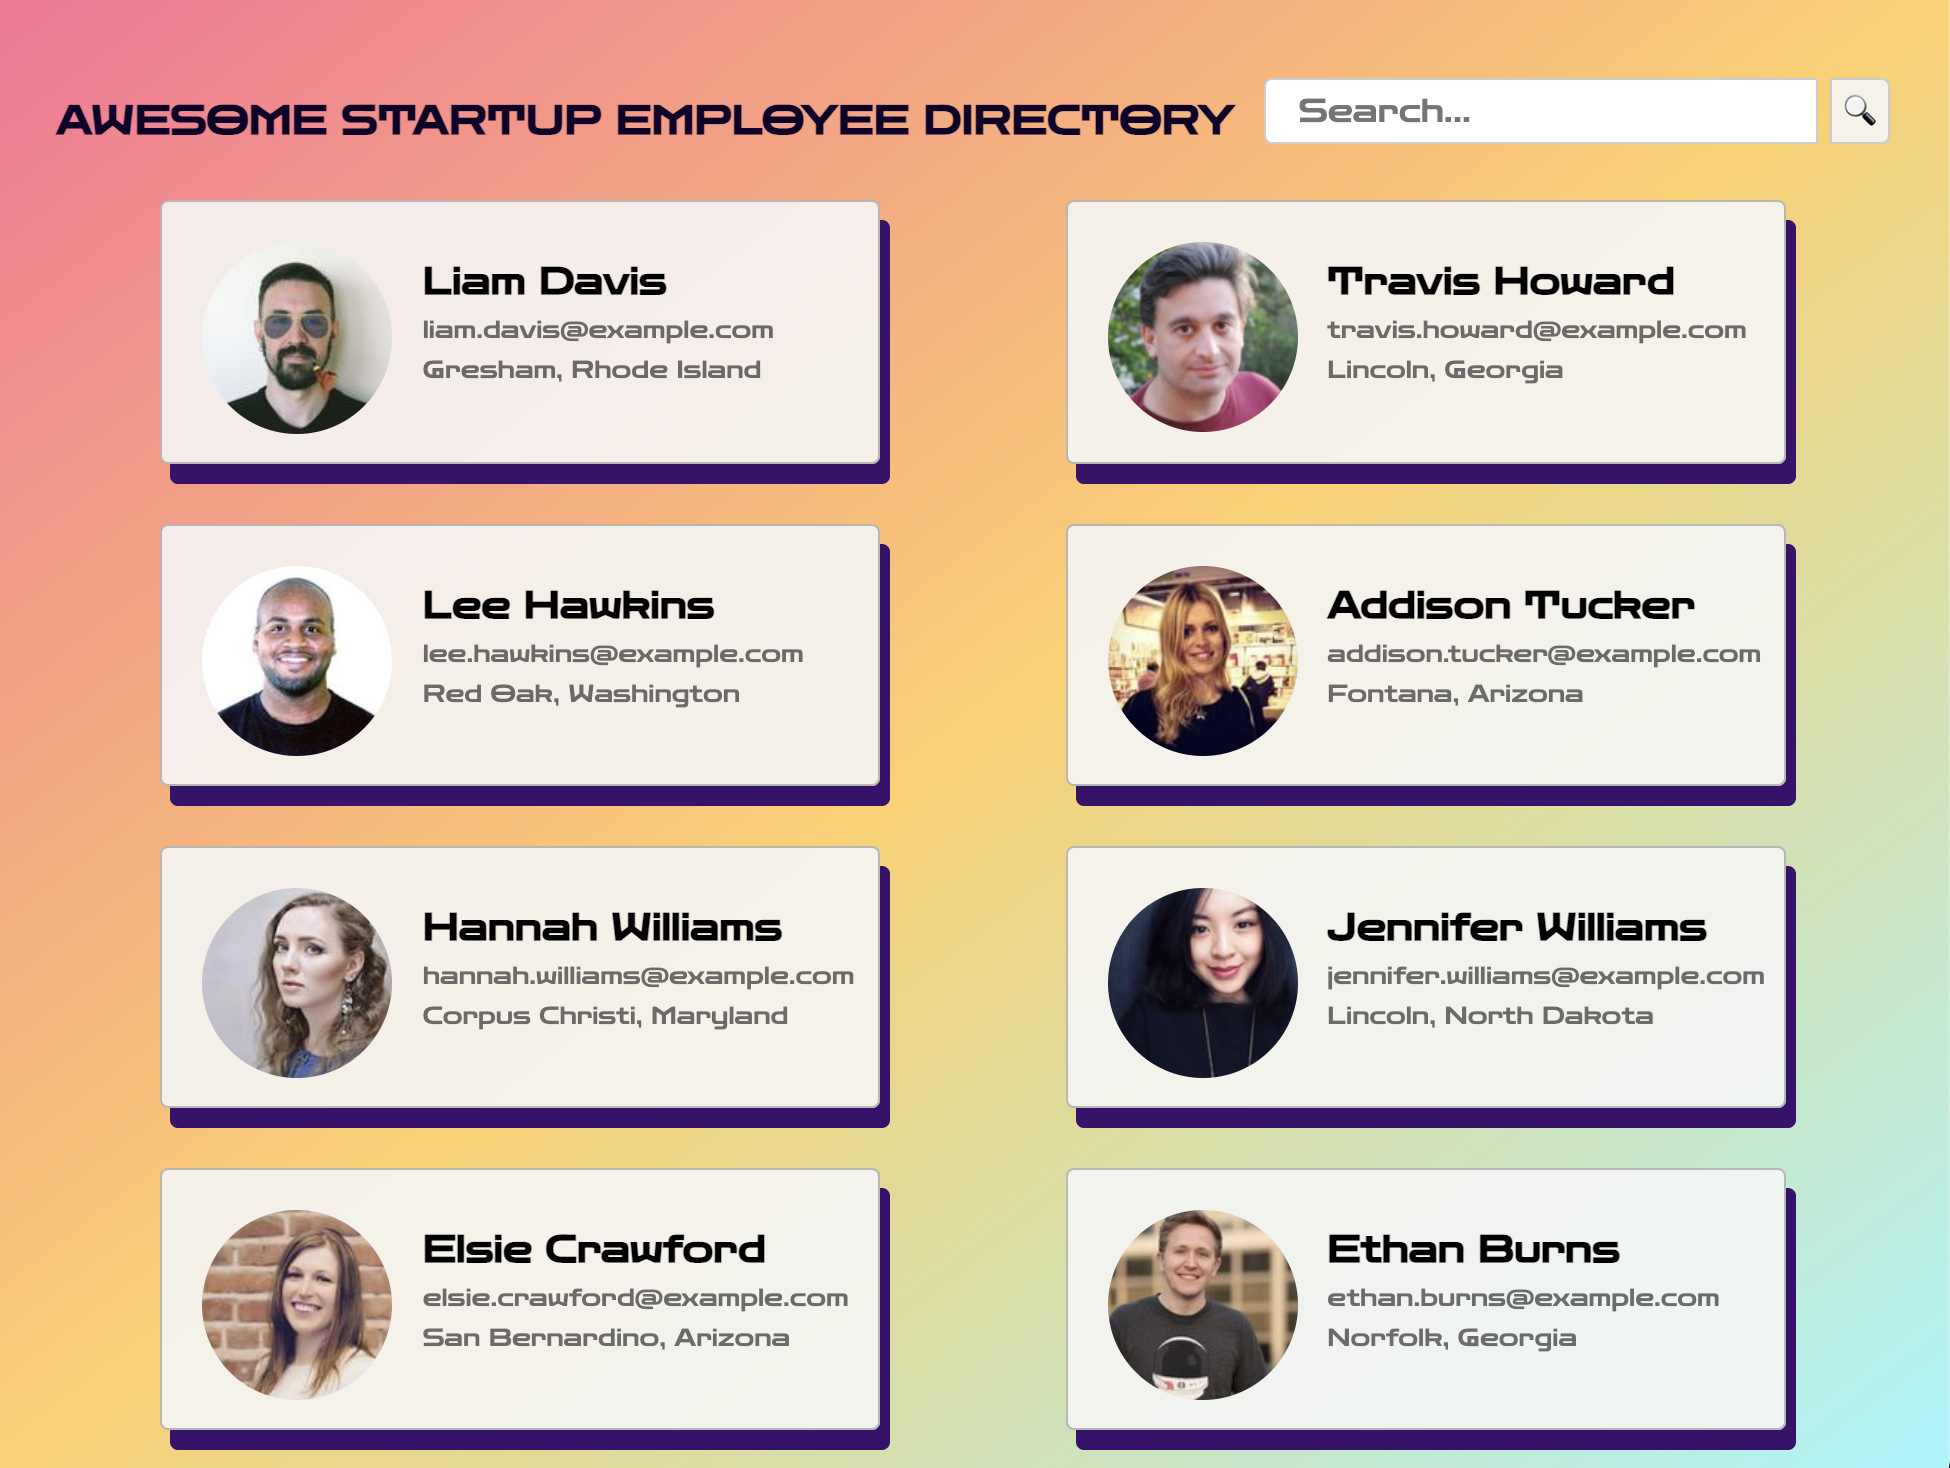 AWESOME STARTUP EMPLOYEE DIRECTORY
Search...
Liam Davis
liam.davis@example.com
Gresham, Rhode Island
Travis Howard
travis.howard@example.com
Lincoln, Georgia
Lee Hawkins
lee.hawkins@example.com
Red Oak, Washington
Addison Tucker
addison.tucker@example.com
Fontana, Arizona
Hannah Williams
hannah.williams@example.com
Corpus Christi, Maryland
Jennifer Williams
jennifer.williams@example.com
Lincoln, North Dakota
Elsie Crawford
elsie.crawford@example.com
San Bernardino, Arizona
Ethan Burns
ethan.burns@example.com
Norfolk, Georgia